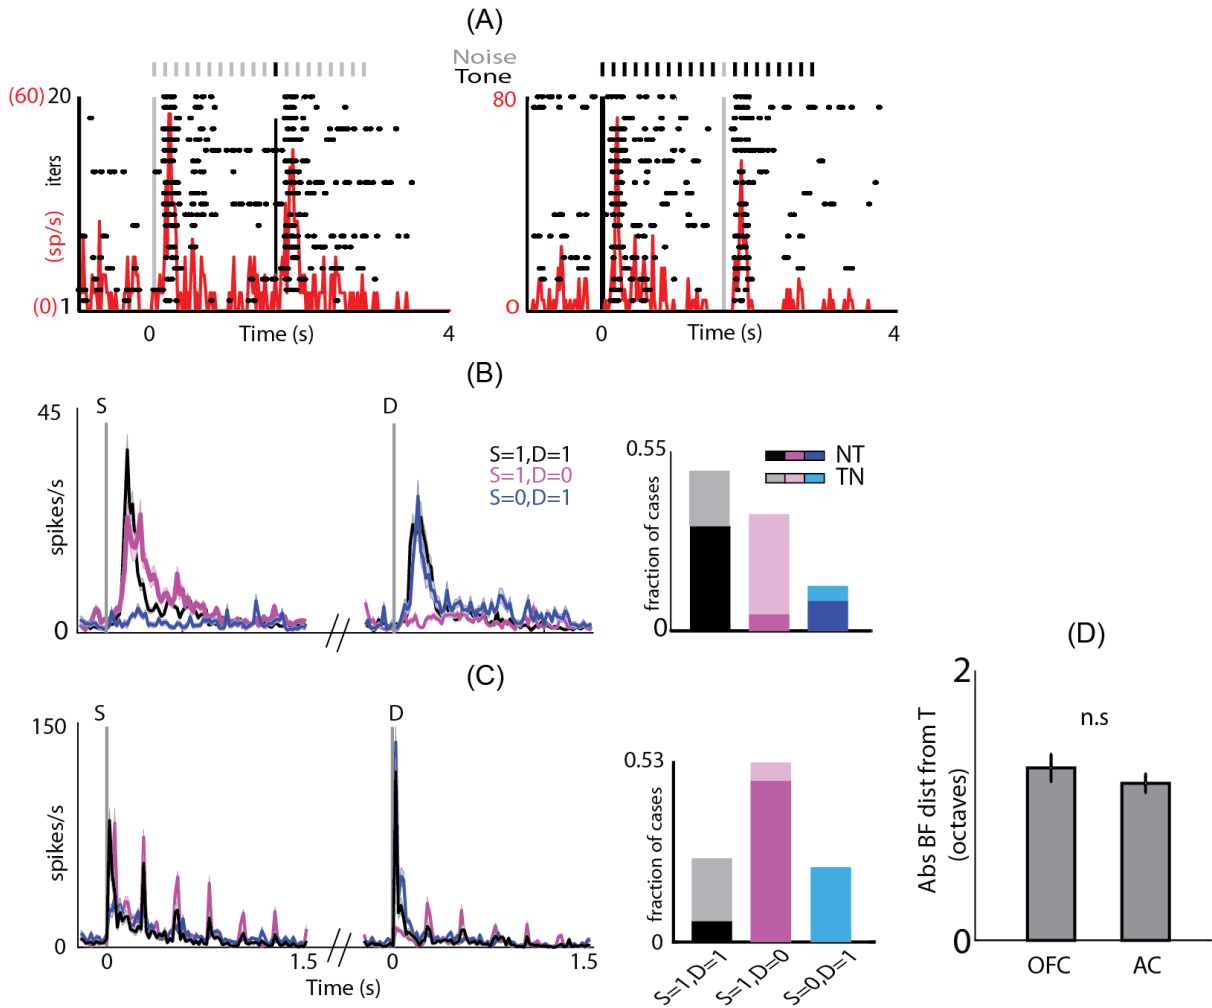 (A)
Noise
Tone
(60) 20
iters
(sp/s)
(0) 1
0
Time (s)
4
80
0
0
Time (s)
4
(B)
45
S
D
S=1,D=1
S=1,D=0
S=0,D=1
spikes/s
0
0.55
NT
TN
fraction of cases
0
(C)
150
S
D
spikes/s
0
0
1.5
0
1.5
Time (s)
0.53
fraction of cases
0
S=1,D=1
S=1,D=0
S=0,D=1
(D)
2
n.s
Abs BF dist from T
(octaves)
0
OFC
AC